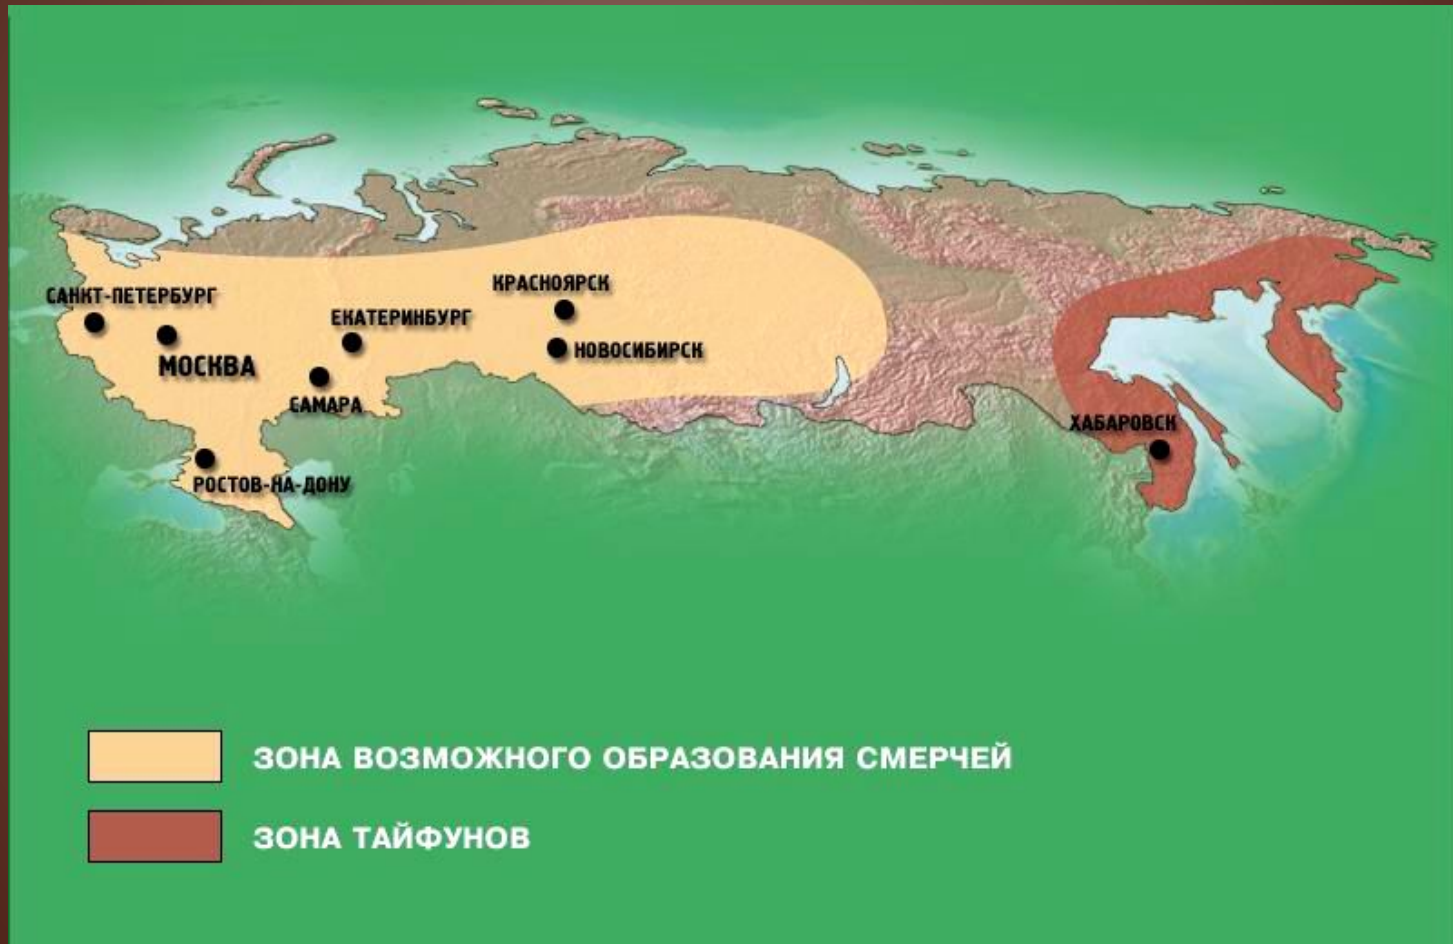 КРАСНОЯРСК
САНКТ-ПЕТЕРБУРГ
ЕКАТЕРИНБУРГ
НОВОСИБИРСК
МОСКВА
САМАРА
ХАБАРОВСК
РОСТОВ-НА-ДОНУ
ЗОНА ВОЗМОЖНОГО ОБРАЗОВАНИЯ СМЕРЧЕЙ
ЗОНА ТАЙФУНОВ